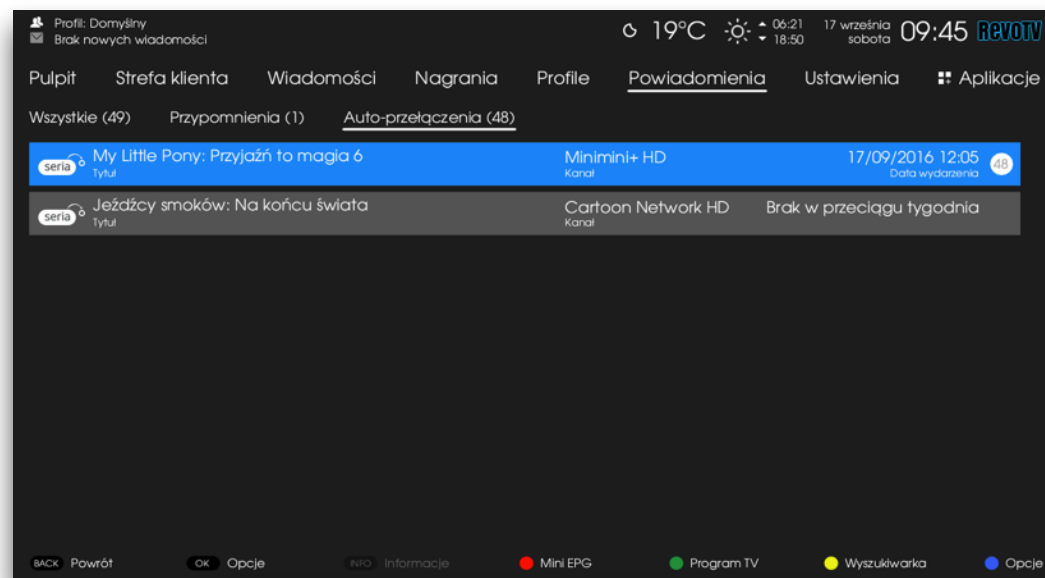 Profil: Domyślny
Brak nowych wiadomości
19°C 06:21 18:50 17 września sobota 09:45 REVOTV
Pulpit Strefa klienta Wiadomości Nagrania Profile Powiadomienia Ustawienia Aplikacje
Wszystkie (49) Przypomnienia (1) Auto-przełączenia (48)
seria My Little Pony: Przyjaźń to magia 6 Minimini+ HD 17/09/2016 12:05 48
Tytuł Kanał Data wydarzenia
seria Jeźdźcy smoków: Na końcu świata Cartoon Network HD Brak w przeciągu tygodnia
Tytuł Kanał
BACK Powrót OK Opcje INFO Informacje Mini EPG Program TV Wyszukiwarka Opcje